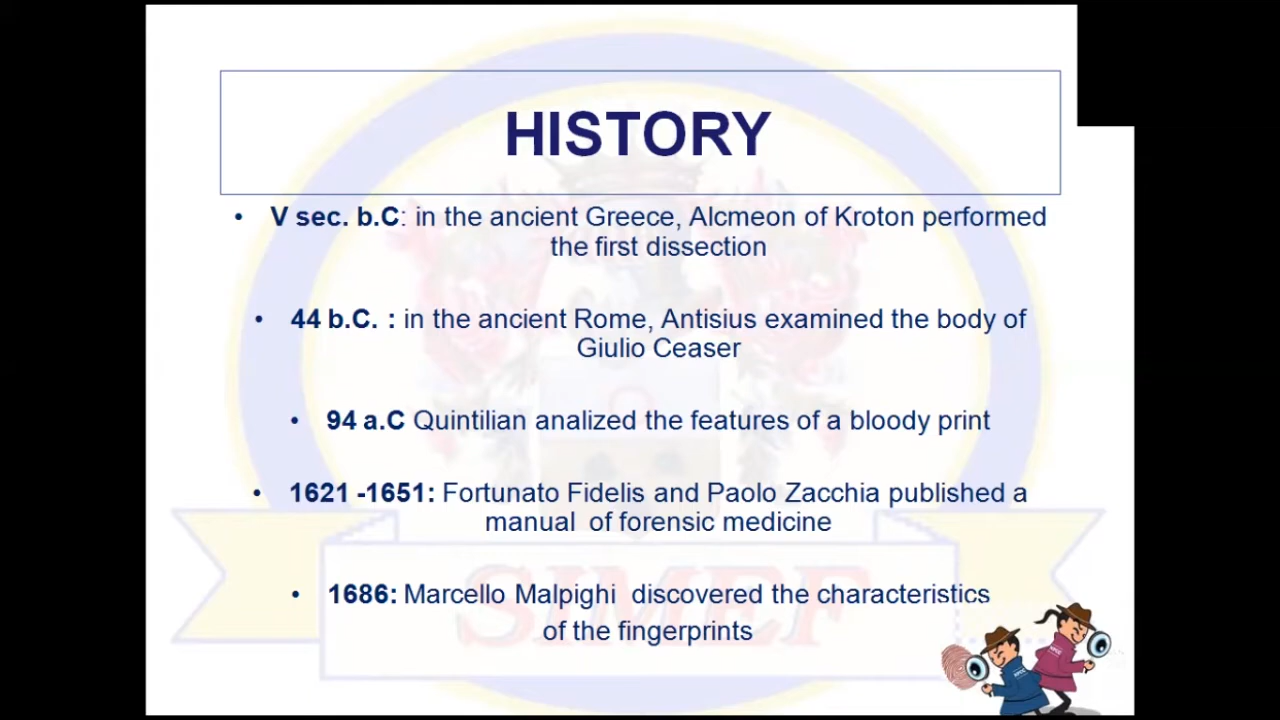 HISTORY
• V sec. b.C: in the ancient Greece, Alcmeon of Kroton performed
the first dissection
• 44 b.C. : in the ancient Rome, Antisius examined the body of
Giulio Ceaser
• 94 a.C Quintilian analized the features of a bloody print
• 1621 -1651: Fortunato Fidelis and Paolo Zacchia published a
manual of forensic medicine
• 1686: Marcello Malpighi discovered the characteristics
of the fingerprints
SIMEF